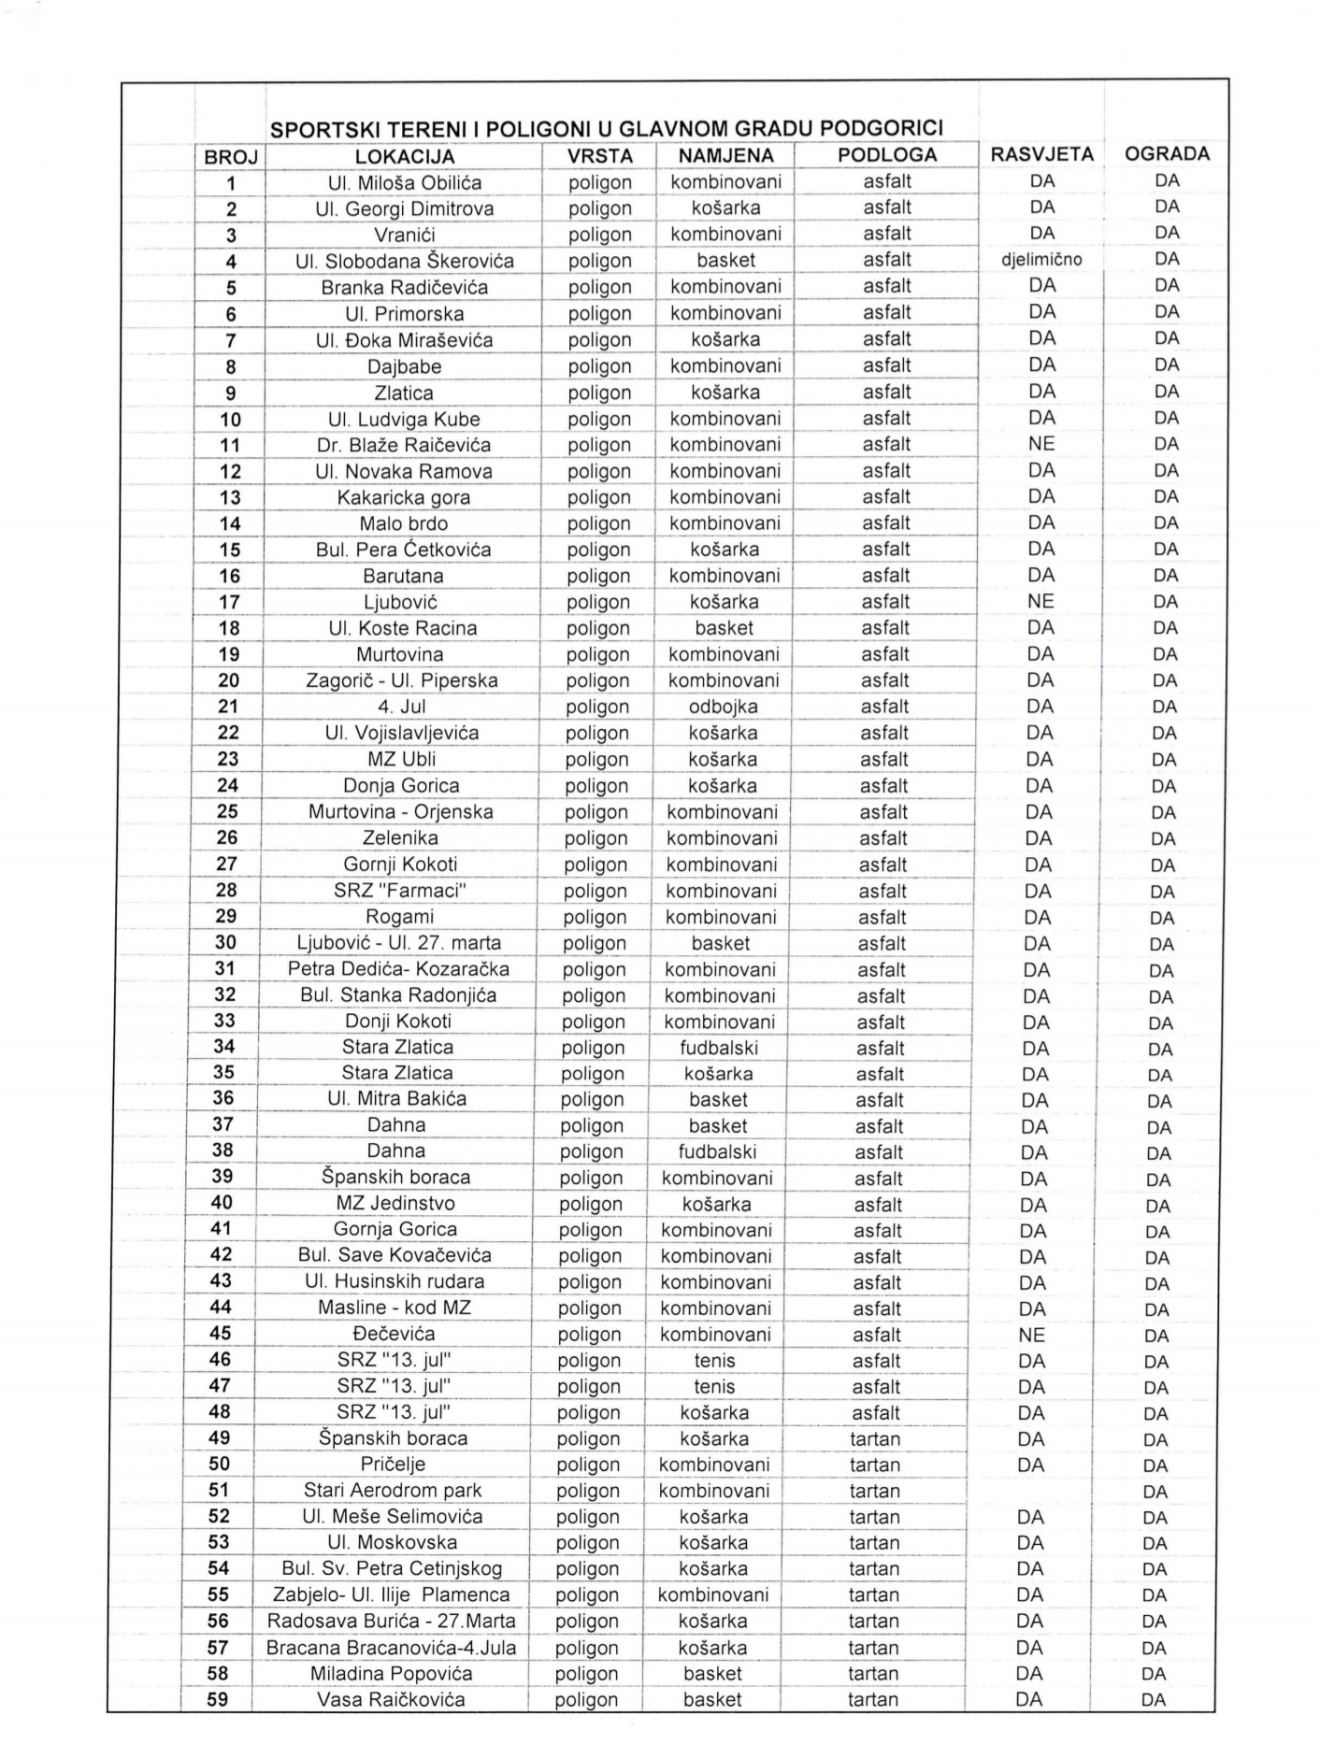 SPORTSKI TERENI I POLIGONI U GLAVNOM GRADU PODGORICI
BROJ LOKACIJA VRSTA NAMJENA PODLOGA RASVJETA OGRADA
1 Ul. Miloša Obilića poligon kombinovani asfalt DA DA
2 Ul. Georgi Dimitrova poligon košarka asfalt DA DA
3 Vranići poligon kombinovani asfalt DA DA
4 Ul. Slobodana Škerovića poligon basket asfalt djelimično DA
5 Branka Radičevića poligon kombinovani asfalt DA DA
6 Ul. Primorska poligon kombinovani asfalt DA DA
7 Ul. Đoka Miraševića poligon košarka asfalt DA DA
8 Dajbabe poligon kombinovani asfalt DA DA
9 Zlatica poligon košarka asfalt DA DA
10 Ul. Ludviga Kube poligon kombinovani asfalt DA DA
11 Dr. Blaže Raičevića poligon kombinovani asfalt NE DA
12 Ul. Novaka Ramova poligon kombinovani asfalt DA DA
13 Kakaricka gora poligon kombinovani asfalt DA DA
14 Malo brdo poligon kombinovani asfalt DA DA
15 Bul. Pera Ćetkovića poligon košarka asfalt DA DA
16 Barutana poligon kombinovani asfalt DA DA
17 Ljubović poligon košarka asfalt NE DA
18 Ul. Koste Racina poligon basket asfalt DA DA
19 Murtovina poligon kombinovani asfalt DA DA
20 Zagorič - Ul. Piperska poligon kombinovani asfalt DA DA
21 4. Jul poligon odbojka asfalt DA DA
22 Ul. Vojislavljevića poligon košarka asfalt DA DA
23 MZ Ubli poligon košarka asfalt DA DA
24 Donja Gorica poligon košarka asfalt DA DA
25 Murtovina - Orjenska poligon kombinovani asfalt DA DA
26 Zelenika poligon kombinovani asfalt DA DA
27 Gornji Kokoti poligon kombinovani asfalt DA DA
28 SRZ "Farmaci" poligon kombinovani asfalt DA DA
29 Rogami poligon kombinovani asfalt DA DA
30 Ljubović - Ul. 27. marta poligon basket asfalt DA DA
31 Petra Dedića- Kozaračka poligon kombinovani asfalt DA DA
32 Bul. Stanka Radonjića poligon kombinovani asfalt DA DA
33 Donji Kokoti poligon kombinovani asfalt DA DA
34 Stara Zlatica poligon fudbalski asfalt DA DA
35 Stara Zlatica poligon košarka asfalt DA DA
36 Ul. Mitra Bakića poligon basket asfalt DA DA
37 Dahna poligon basket asfalt DA DA
38 Dahna poligon fudbalski asfalt DA DA
39 Španskih boraca poligon kombinovani asfalt DA DA
40 MZ Jedinstvo poligon košarka asfalt DA DA
41 Gornja Gorica poligon kombinovani asfalt DA DA
42 Bul. Save Kovačevića poligon kombinovani asfalt DA DA
43 Ul. Husinskih rudara poligon kombinovani asfalt DA DA
44 Masline - kod MZ poligon kombinovani asfalt DA DA
45 Đečevića poligon kombinovani asfalt NE DA
46 SRZ "13. jul" poligon tenis asfalt DA DA
47 SRZ "13. jul" poligon tenis asfalt DA DA
48 SRZ "13. jul" poligon košarka asfalt DA DA
49 Španskih boraca poligon košarka tartan DA DA
50 Pričelje poligon kombinovani tartan DA DA
51 Stari Aerodrom park poligon kombinovani tartan DA
52 Ul. Meše Selimovića poligon košarka tartan DA DA
53 Ul. Moskovska poligon košarka tartan DA DA
54 Bul. Sv. Petra Cetinjskog poligon košarka tartan DA DA
55 Zabjelo- Ul. Ilije Plamenca poligon kombinovani tartan DA DA
56 Radosava Burića - 27.Marta poligon košarka tartan DA DA
57 Bracana Bracanovića-4.Jula poligon košarka tartan DA DA
58 Miladina Popovića poligon basket tartan DA DA
59 Vasa Raičkovića poligon basket tartan DA DA